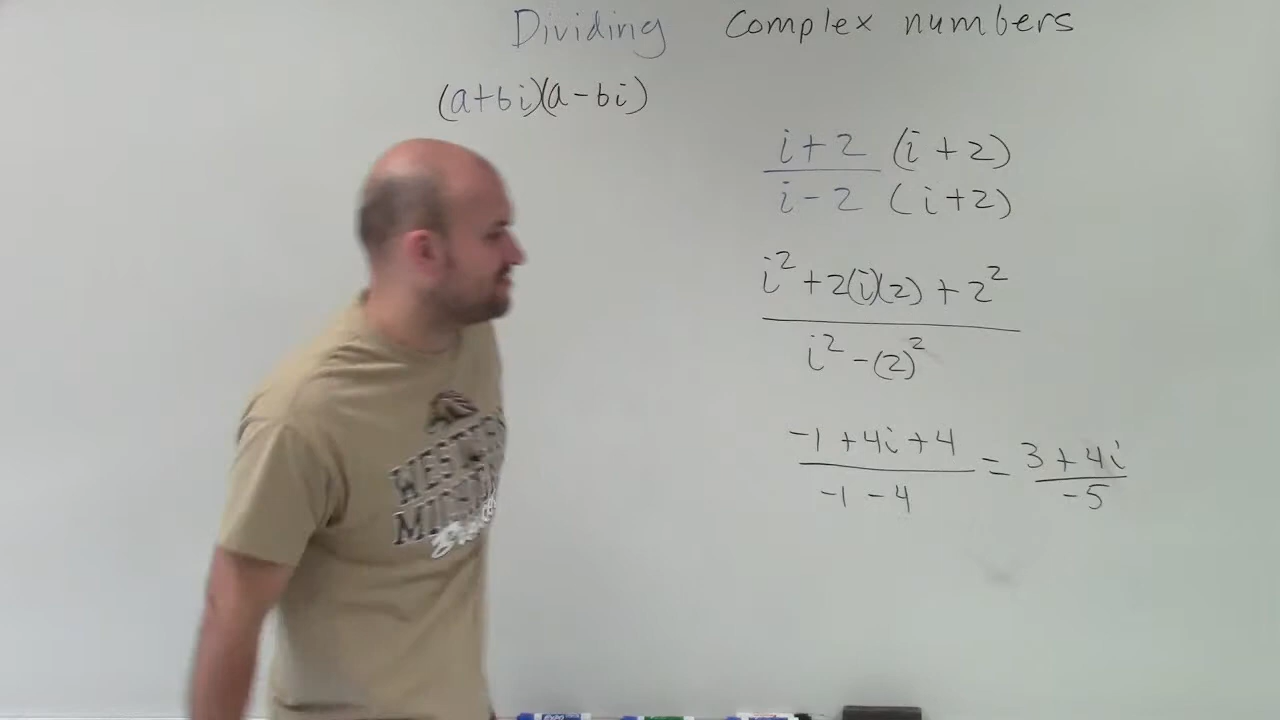 Dividing Complex numbers
(a+bi)(a-bi)
i+2 (i+2)
i-2 (i+2)
i²+2(i)(2)+2²
i²-(2)²
-1+4i+4 = 3+4i
-1-4 -5